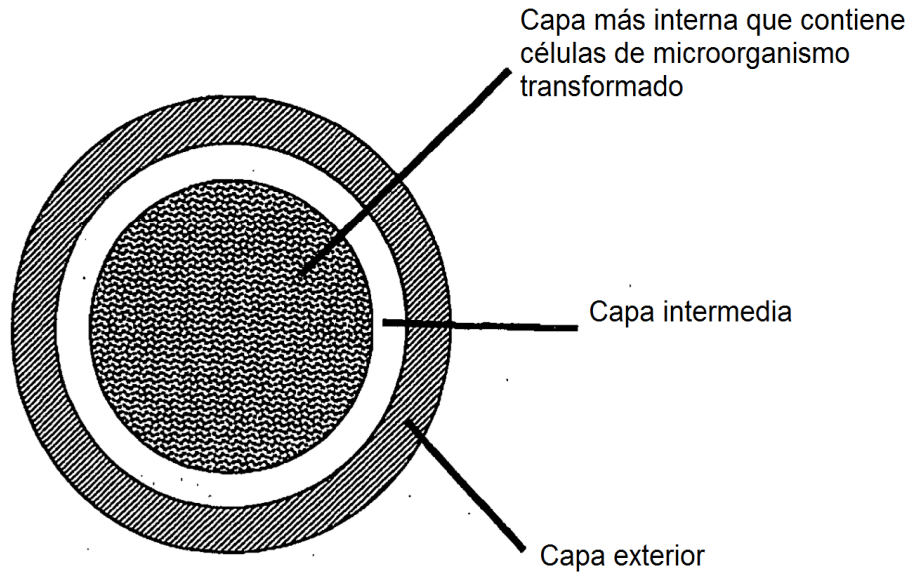 Capa más interna que contiene
células de microorganismo
transformado
Capa intermedia
Capa exterior